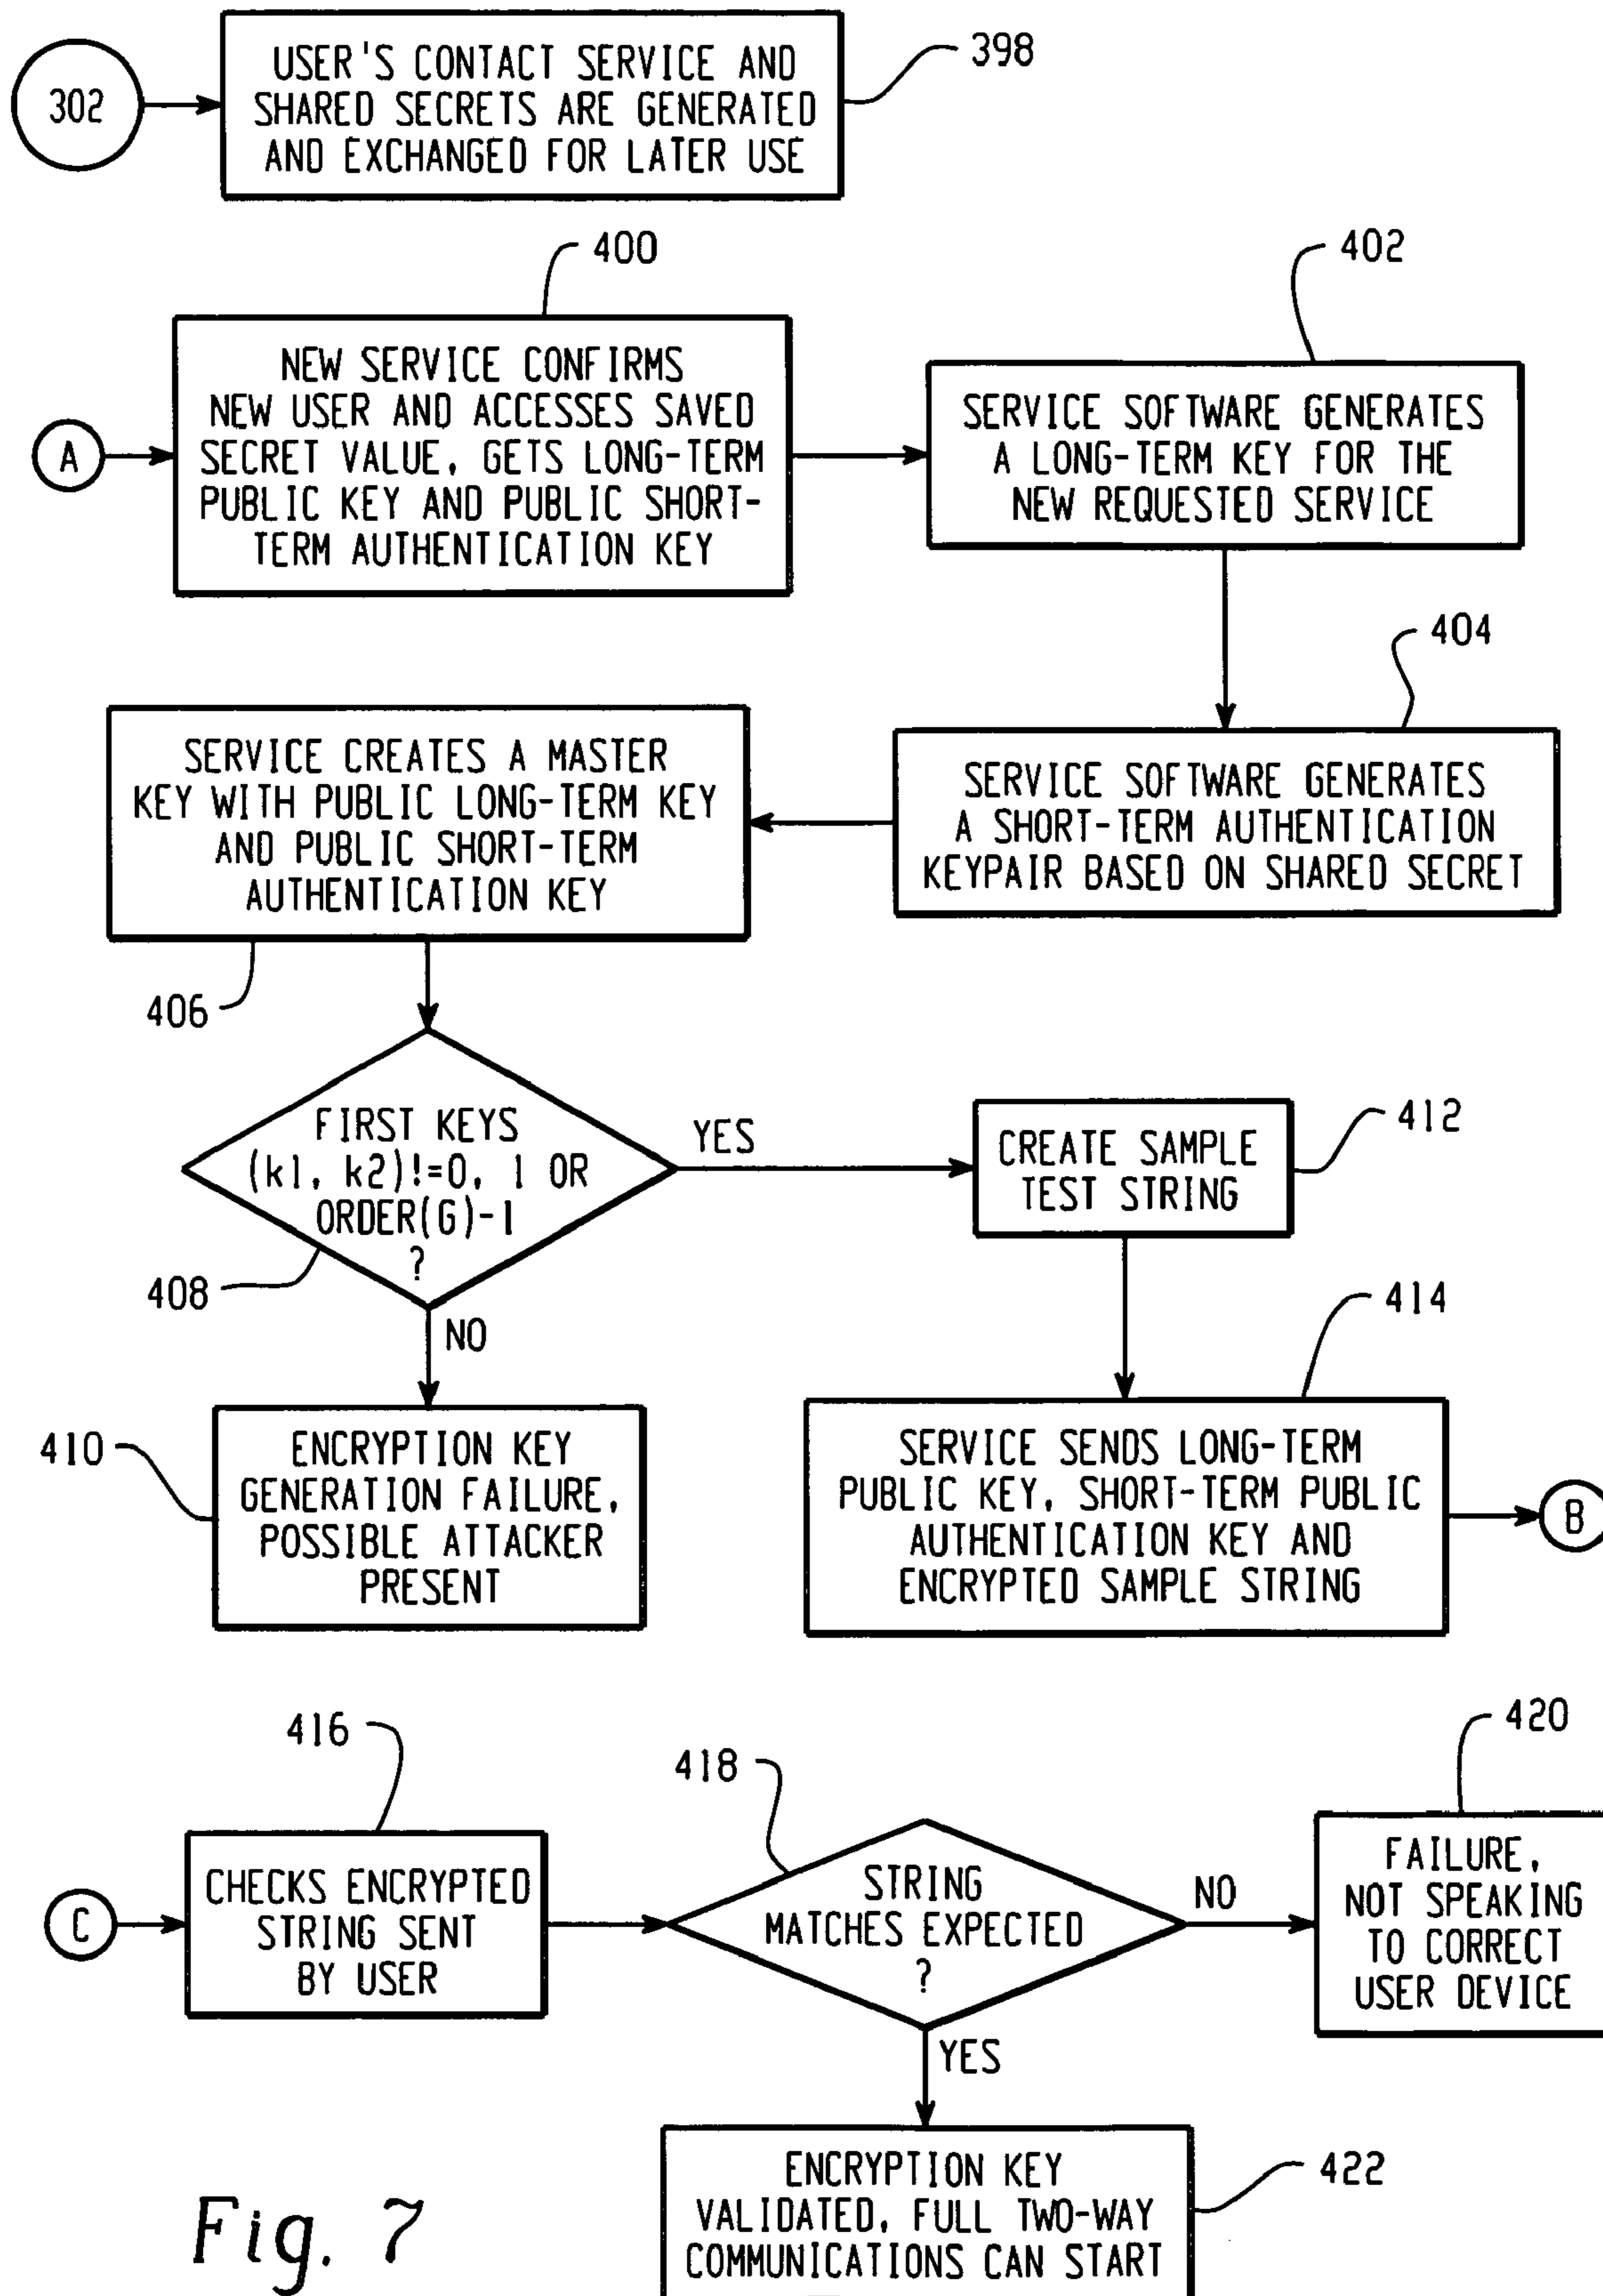 302
USER'S CONTACT SERVICE AND
SHARED SECRETS ARE GENERATED
AND EXCHANGED FOR LATER USE
398
400
402
A
NEW SERVICE CONFIRMS
NEW USER AND ACCESSES SAVED
SECRET VALUE, GETS LONG-TERM
PUBLIC KEY AND PUBLIC SHORT-
TERM AUTHENTICATION KEY
SERVICE SOFTWARE GENERATES
A LONG-TERM KEY FOR THE
NEW REQUESTED SERVICE
404
SERVICE SOFTWARE GENERATES
A SHORT-TERM AUTHENTICATION
KEYPAIR BASED ON SHARED SECRET
SERVICE CREATES A MASTER
KEY WITH PUBLIC LONG-TERM KEY
AND PUBLIC SHORT-TERM
AUTHENTICATION KEY
406
FIRST KEYS
(k1, k2)!=0, 1 OR
ORDER(G)-1
?
408
YES
CREATE SAMPLE
TEST STRING
412
NO
410
ENCRYPTION KEY
GENERATION FAILURE,
POSSIBLE ATTACKER
PRESENT
414
SERVICE SENDS LONG-TERM
PUBLIC KEY, SHORT-TERM PUBLIC
AUTHENTICATION KEY AND
ENCRYPTED SAMPLE STRING
B
416
418
420
C
CHECKS ENCRYPTED
STRING SENT
BY USER
STRING
MATCHES EXPECTED
?
NO
FAILURE,
NOT SPEAKING
TO CORRECT
USER DEVICE
YES
ENCRYPTION KEY
VALIDATED, FULL TWO-WAY
COMMUNICATIONS CAN START
422
Fig. 7